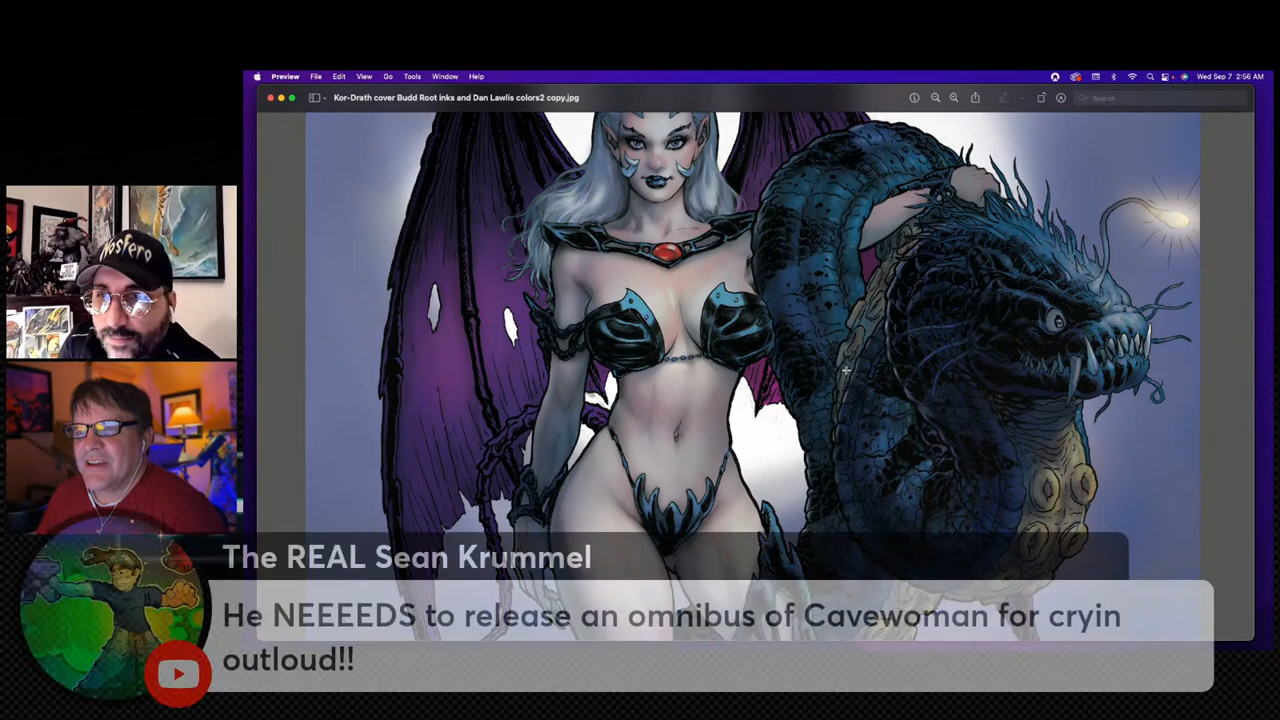 Preview File Edit View Go Tools Window Help
Wed Sep 7 2:56 AM
Kor-Drath cover Budd Root inks and Dan Lawlis colors2 copy.jpg
Search
Nosfero
The REAL Sean Krummel
He NEEEEDS to release an omnibus of Cavewoman for cryin
outloud!!